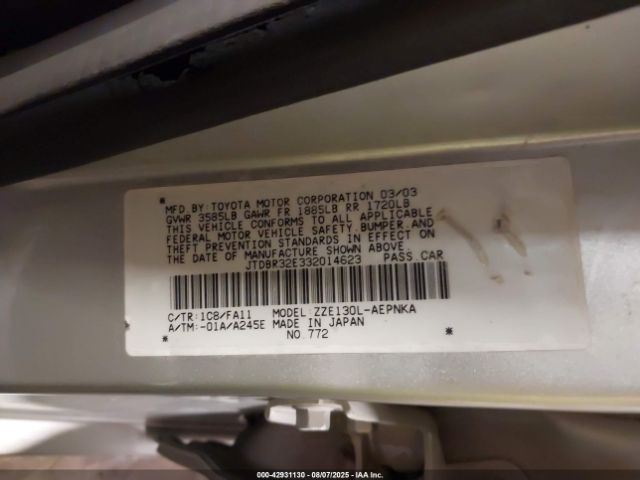 MFD BY:TOYOTA MOTOR CORPORATION 03/03
GVWR 3585LB GAWR FR 1885LB RR 1720LB
THIS VEHICLE CONFORMS TO ALL APPLICABLE
FEDERAL MOTOR VEHICLE SAFETY,BUMPER,AND
THEFT PREVENTION STANDARDS IN EFFECT ON
THE DATE OF MANUFACTURE SHOWN ABOVE.
JTDBR32E332014623 PASS CAR
C/TR:1C8/FA11 MODEL:ZZE130L-AEPNKA
A/TM:-01A/A245E MADE IN JAPAN
NO.772
000-42931130 - 08/07/2025 - IAA Inc.